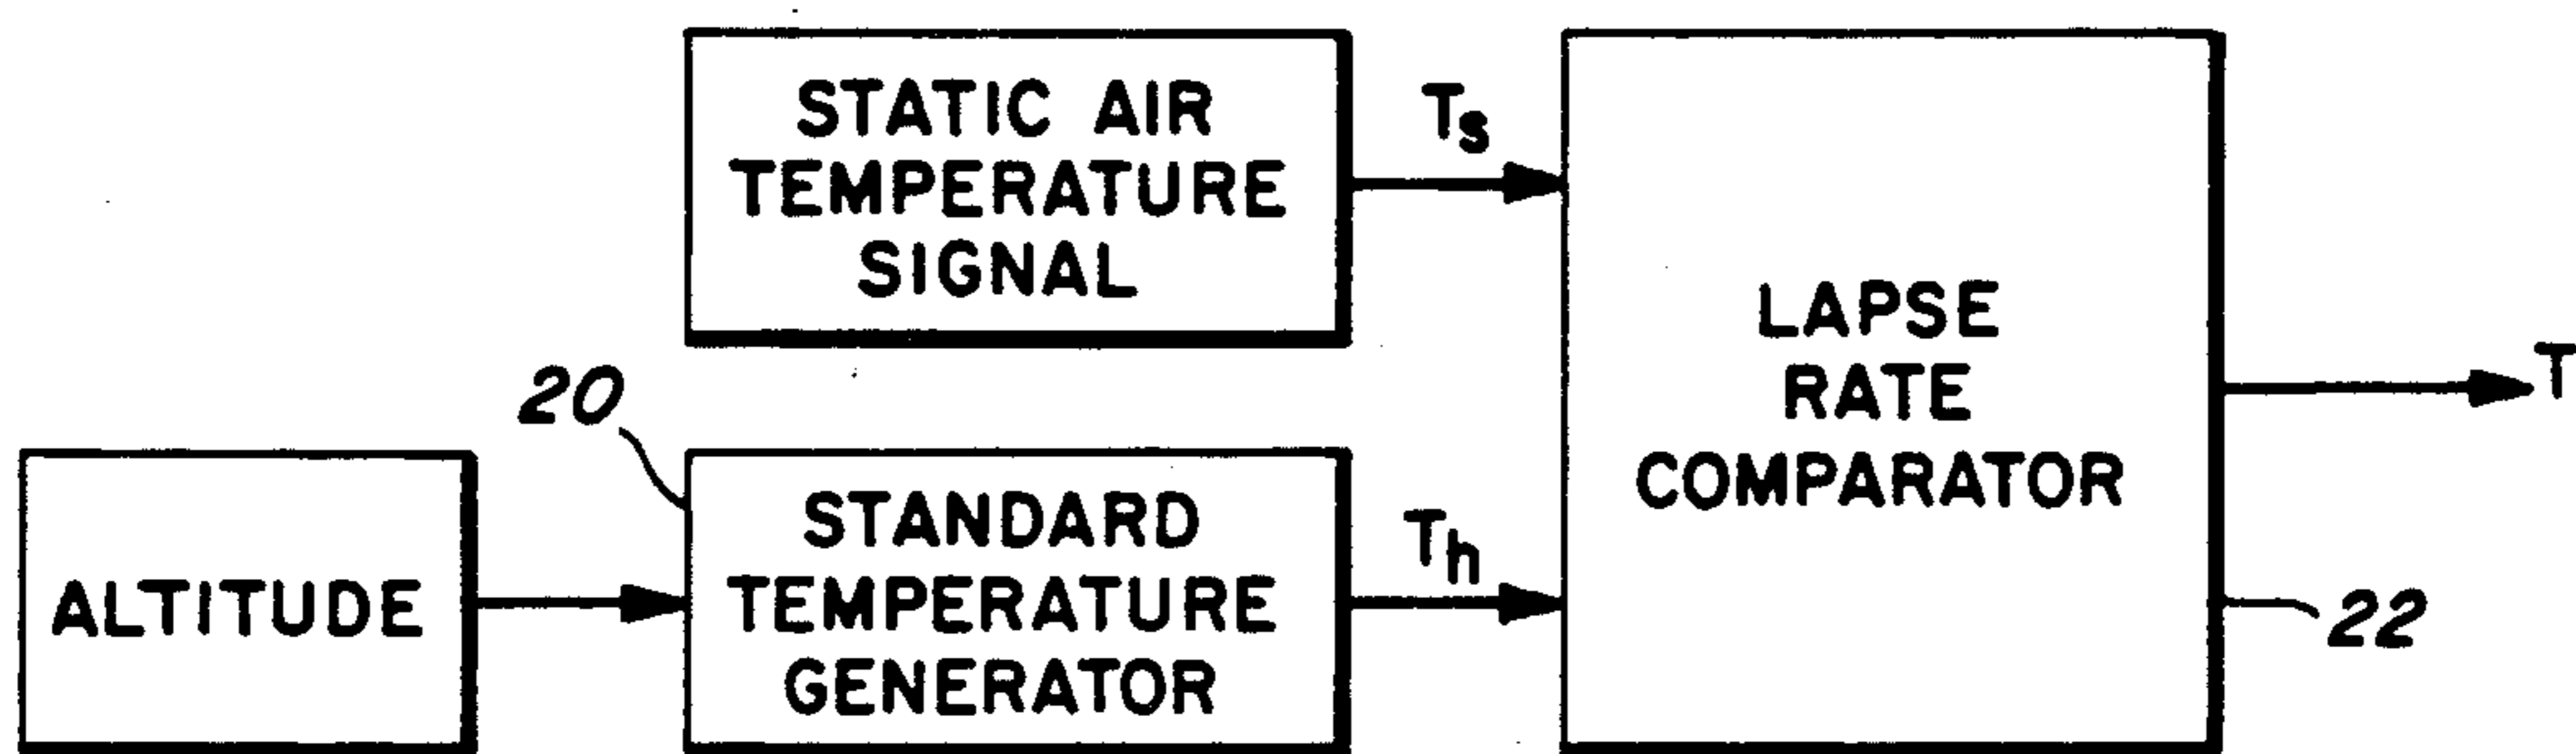 STATIC AIR
TEMPERATURE
SIGNAL
Ts
LAPSE
RATE
COMPARATOR
T
20
ALTITUDE
STANDARD
TEMPERATURE
GENERATOR
Th
22